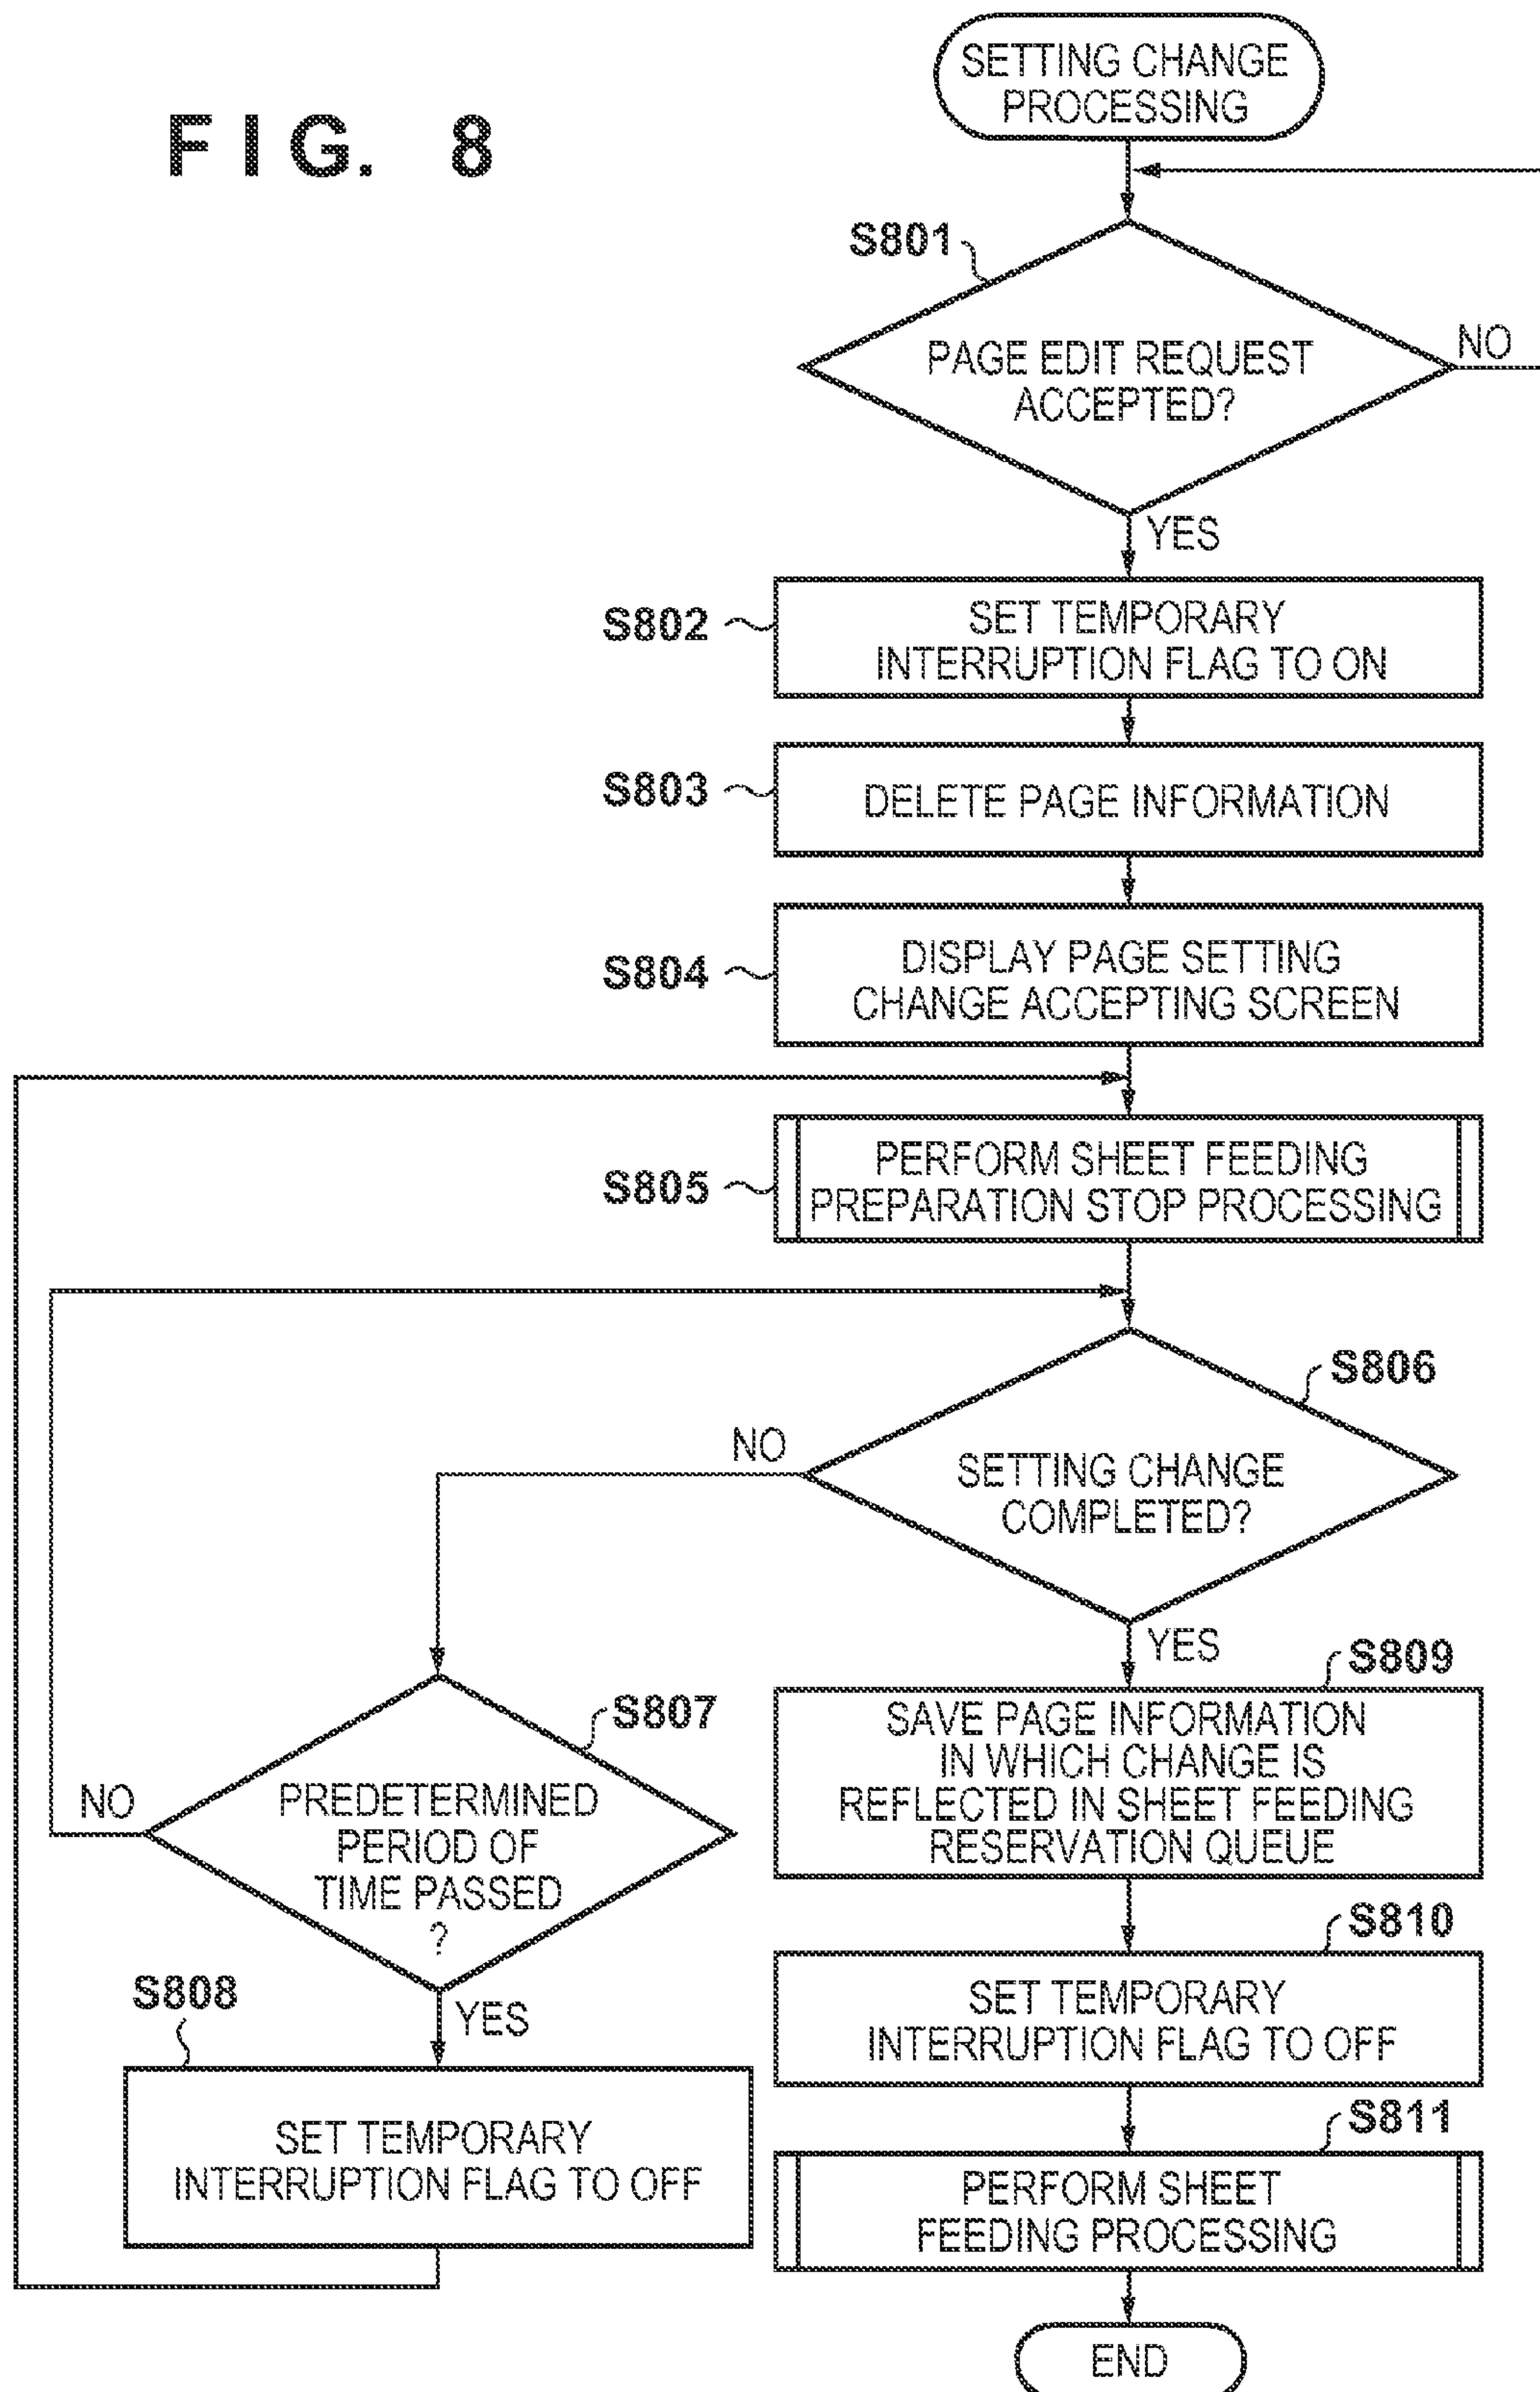 FIG. 8
SETTING CHANGE
PROCESSING
S801
PAGE EDIT REQUEST
ACCEPTED?
NO
YES
S802
SET TEMPORARY
INTERRUPTION FLAG TO ON
S803
DELETE PAGE INFORMATION
S804
DISPLAY PAGE SETTING
CHANGE ACCEPTING SCREEN
S805
PERFORM SHEET FEEDING
PREPARATION STOP PROCESSING
S806
SETTING CHANGE
COMPLETED?
NO
YES
S807
PREDETERMINED
PERIOD OF
TIME PASSED
?
NO
YES
S808
SET TEMPORARY
INTERRUPTION FLAG TO OFF
S809
SAVE PAGE INFORMATION
IN WHICH CHANGE IS
REFLECTED IN SHEET FEEDING
RESERVATION QUEUE
S810
SET TEMPORARY
INTERRUPTION FLAG TO OFF
S811
PERFORM SHEET
FEEDING PROCESSING
END